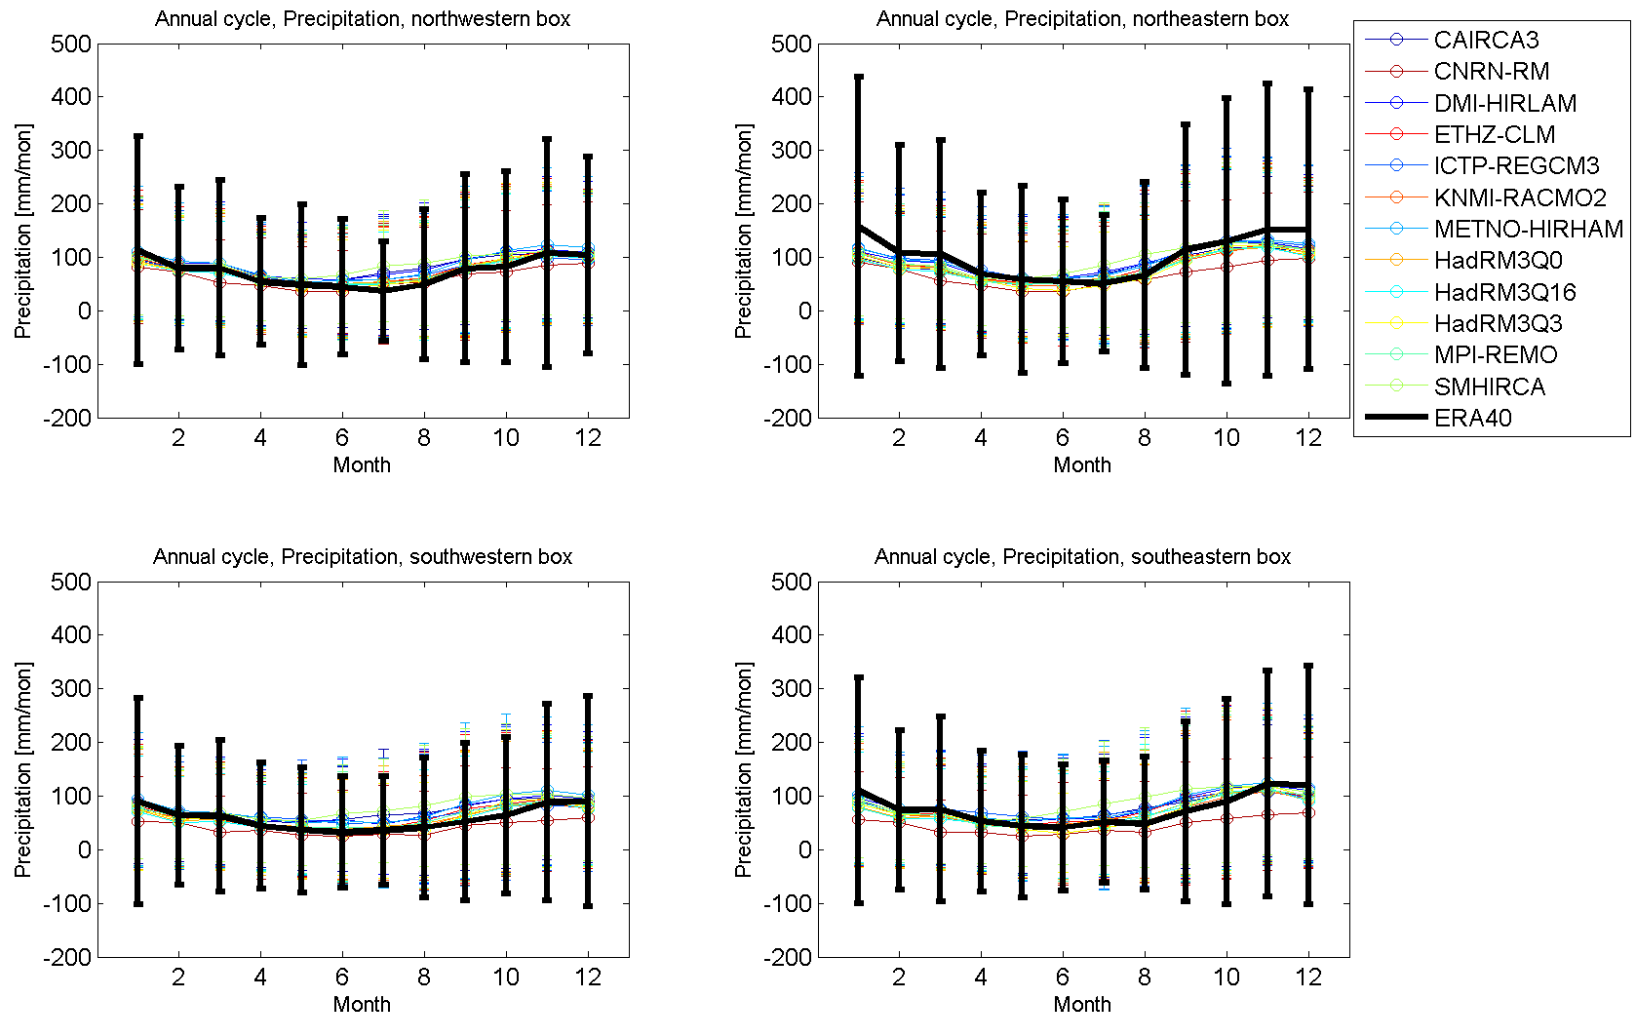 Annual cycle, Precipitation, northwestern box
500
400
300
200
100
0
-100
-200
Precipitation [mm/mon]
2 4 6 8 10 12
Month
Annual cycle, Precipitation, northeastern box
500
400
300
200
100
0
-100
-200
Precipitation [mm/mon]
2 4 6 8 10 12
Month
CAIRCA3
CNRN-RM
DMI-HIRLAM
ETHZ-CLM
ICTP-REGCM3
KNMI-RACMO2
METNO-HIRHAM
HadRM3Q0
HadRM3Q16
HadRM3Q3
MPI-REMO
SMHIRCA
ERA40
Annual cycle, Precipitation, southwestern box
500
400
300
200
100
0
-100
-200
Precipitation [mm/mon]
2 4 6 8 10 12
Month
Annual cycle, Precipitation, southeastern box
500
400
300
200
100
0
-100
-200
Precipitation [mm/mon]
2 4 6 8 10 12
Month